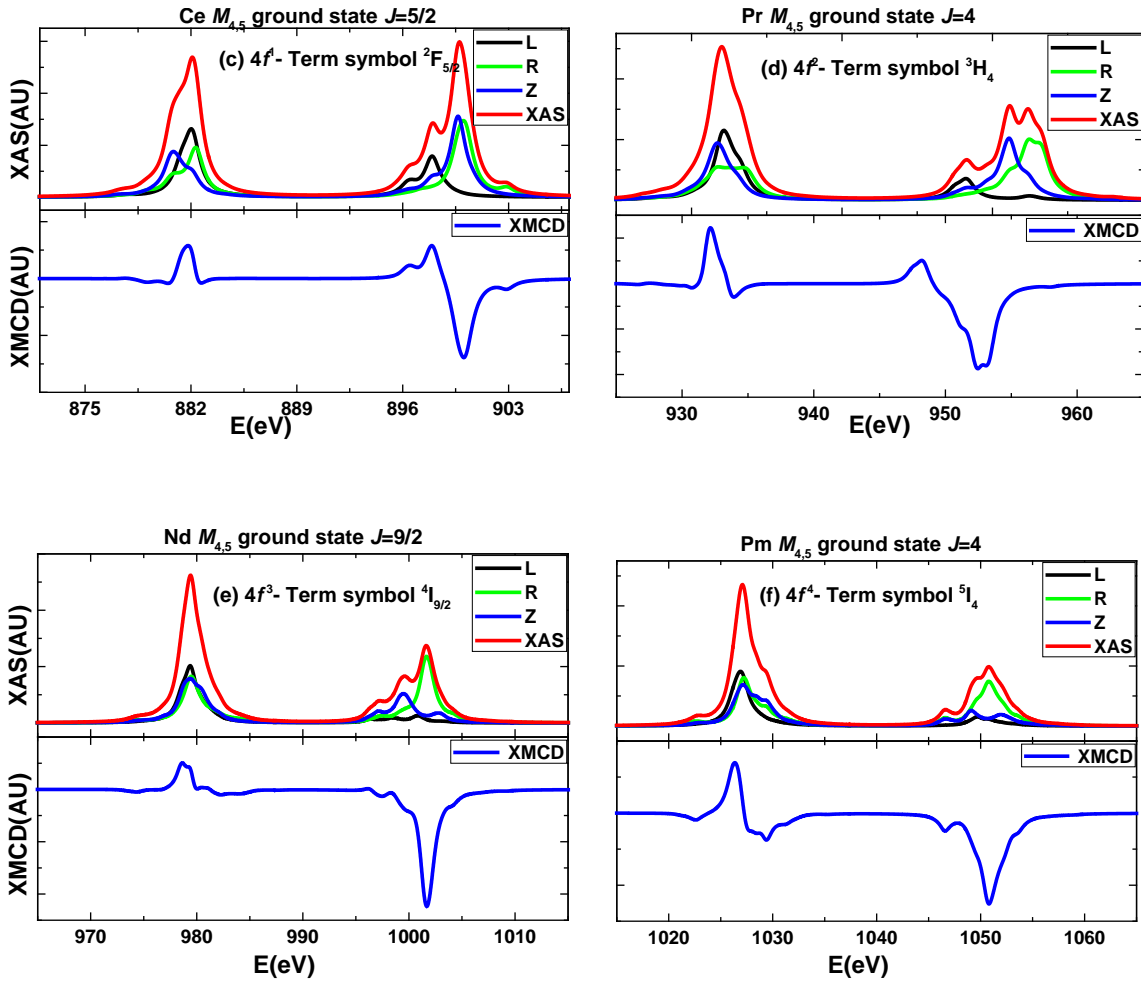 Ce M4,5 ground state J=5/2
(c) 4f1- Term symbol 2F5/2
L
R
Z
XAS
XAS(AU)
XMCD
XMCD(AU)
875 882 889 896 903
E(eV)
Pr M4,5 ground state J=4
(d) 4f2- Term symbol 3H4
L
R
Z
XAS
XMCD
930 940 950 960
E(eV)
Nd M4,5 ground state J=9/2
(e) 4f3- Term symbol 4I9/2
L
R
Z
XAS
XAS(AU)
XMCD
XMCD(AU)
970 980 990 1000 1010
E(eV)
Pm M4,5 ground state J=4
(f) 4f4- Term symbol 5I4
L
R
Z
XAS
XMCD
1020 1030 1040 1050 1060
E(eV)